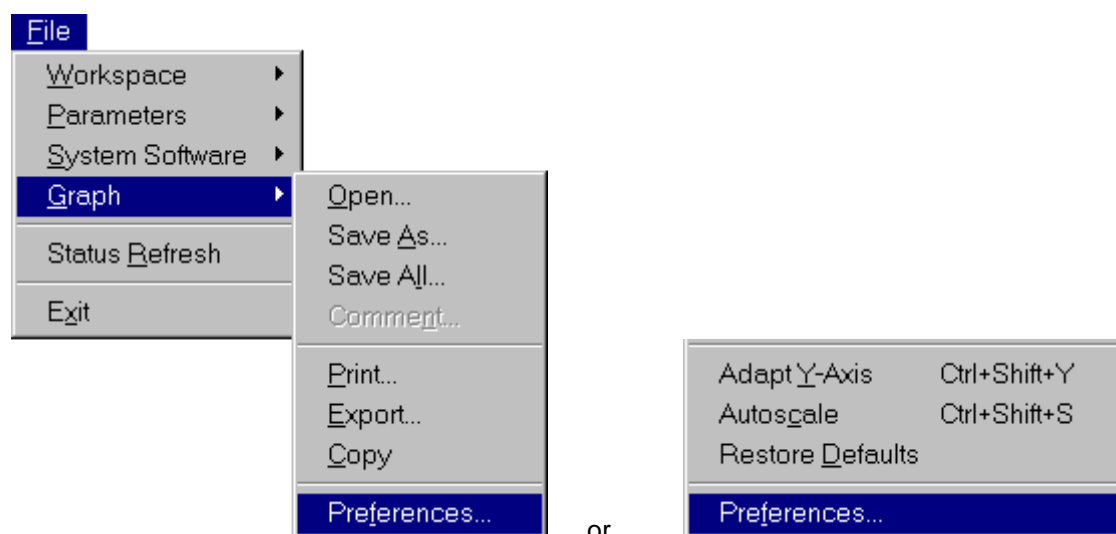 File
Workspace
Parameters
System Software
Graph
Status Refresh
Exit
Open...
Save As...
Save All...
Comment...
Print...
Export...
Copy
Preferences...
or
Adapt Y-Axis Ctrl+Shift+Y
Autoscale Ctrl+Shift+S
Restore Defaults
Preferences...